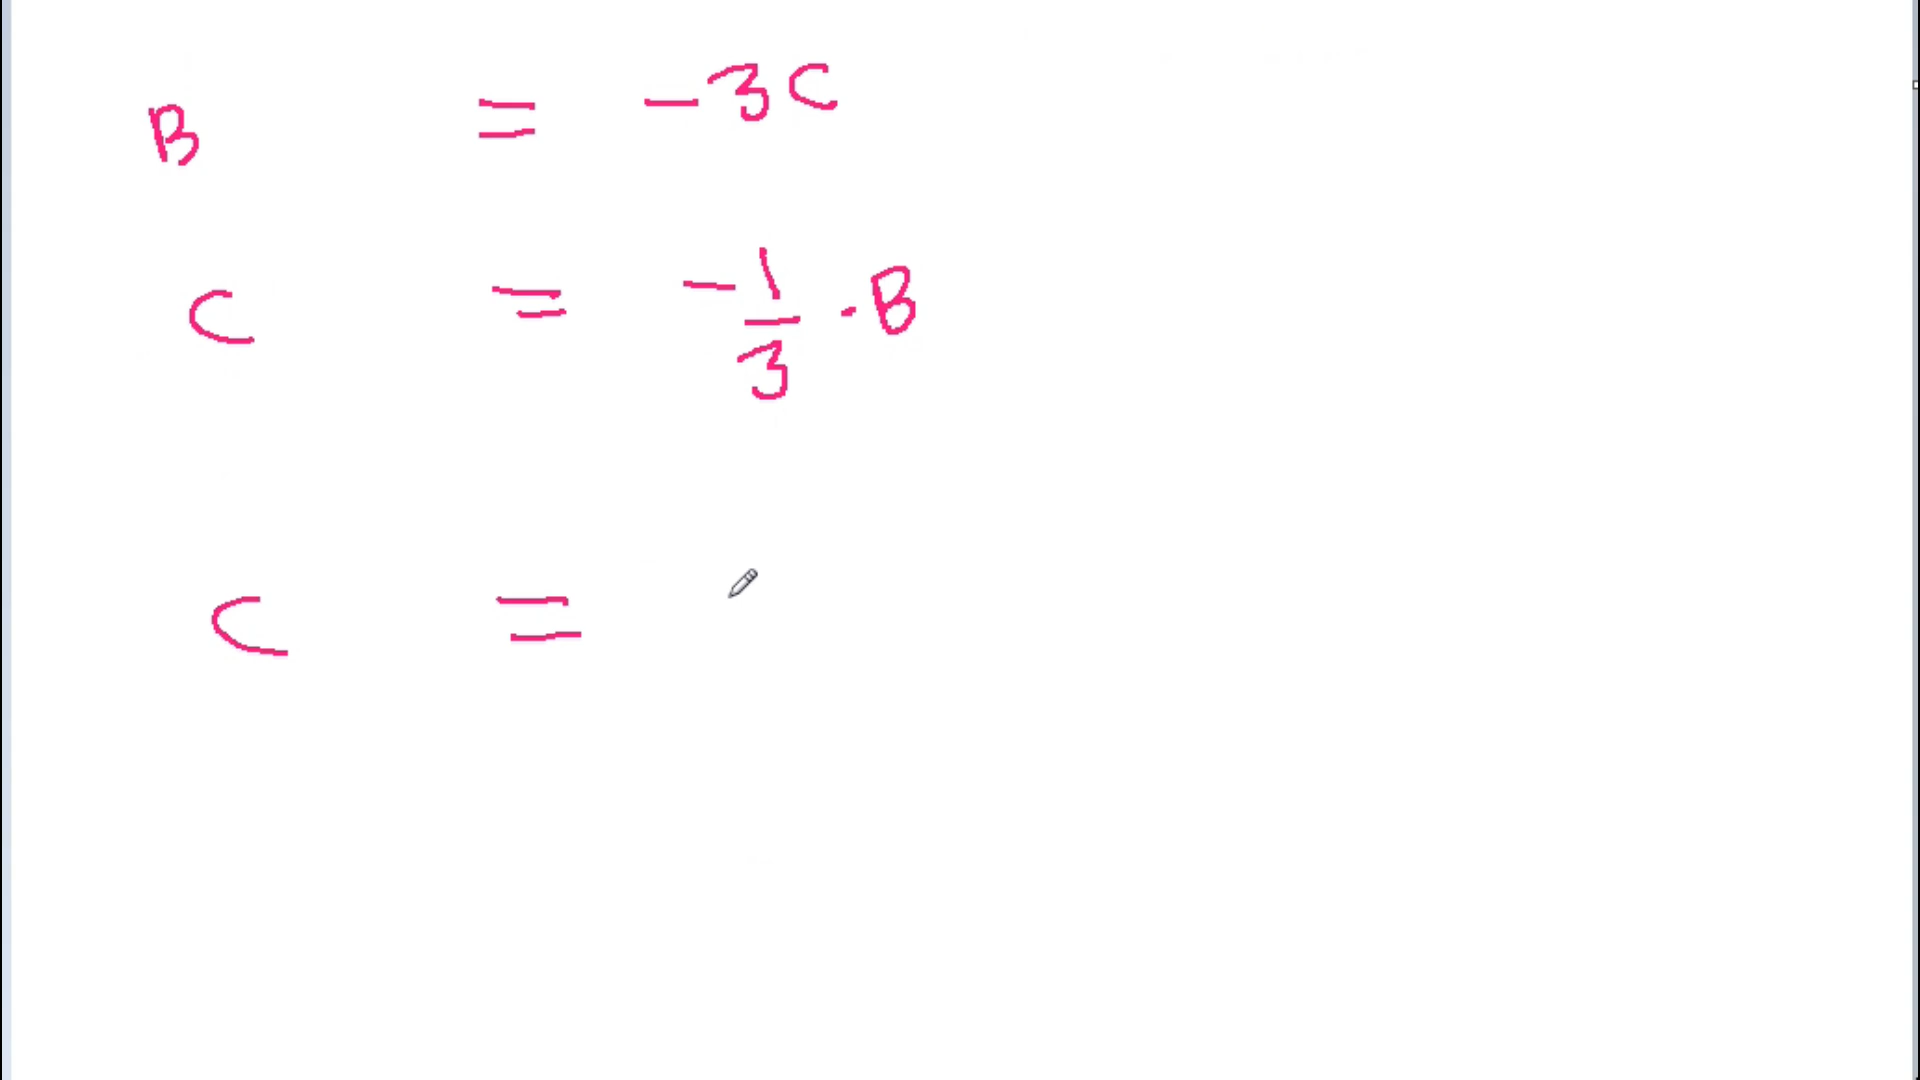 B = -3C
C = -1/3 · B
C =